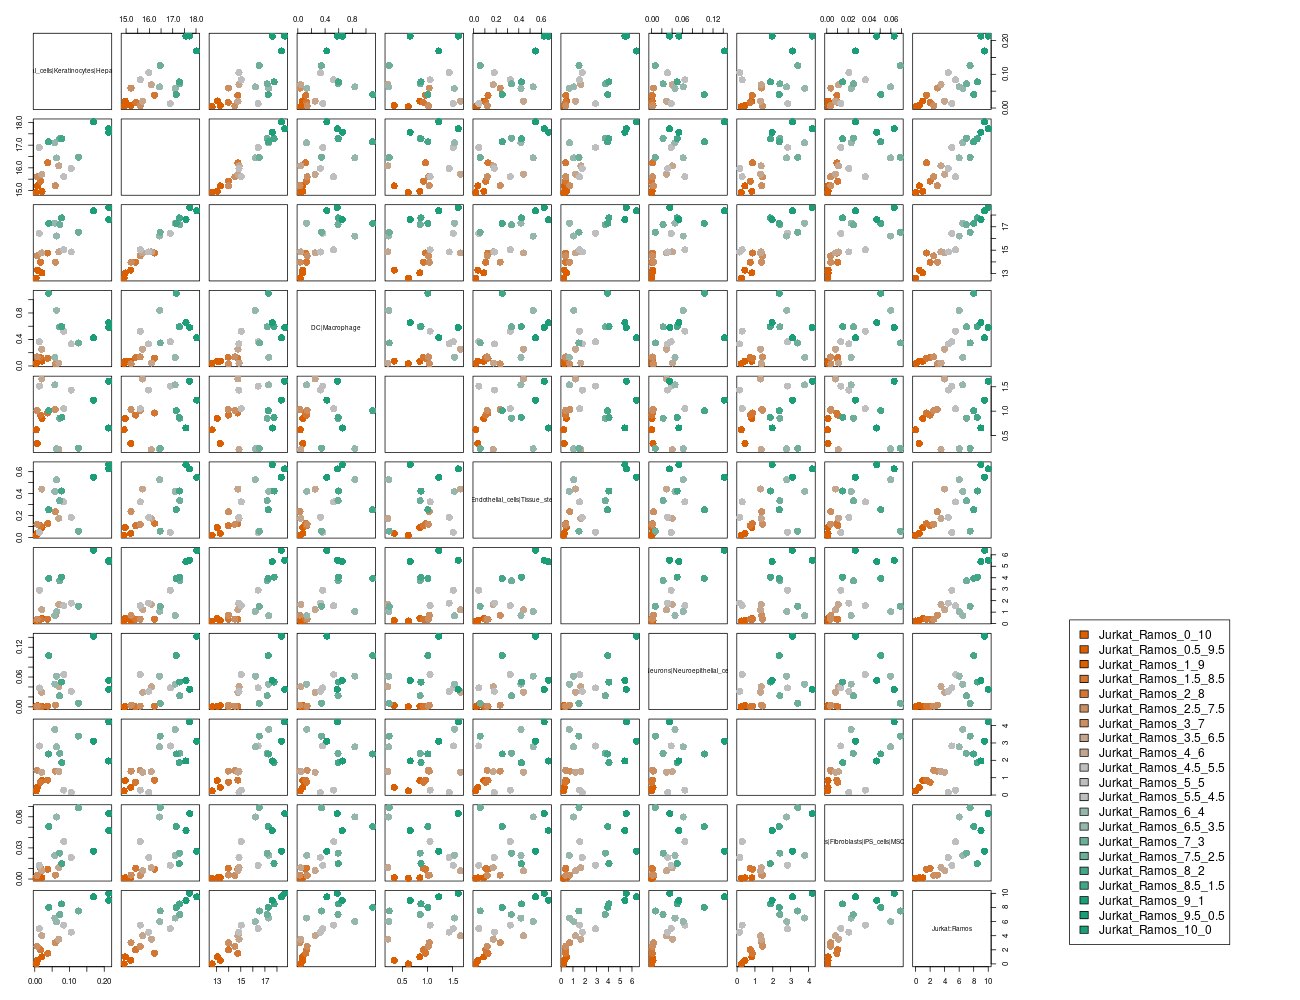 15.0 16.0 17.0 18.0 0.0 0.4 0.8 0.0 0.2 0.4 0.6 0.00 0.06 0.12 0.00 0.02 0.04 0.06
l_cells|Keratinocytes|Hepa
0.00 0.10 0.20
15.0 16.0 17.0 18.0
13 15 17
DC|Macrophage
0.0 0.4 0.8
0.5 1.0 1.5
Endothelial_cells|Tissue_ste
0.0 0.2 0.4 0.6
0 1 2 3 4 5 6
leurons|Neuroepithelial_ce
0.00 0.06 0.12
0 1 2 3 4
s|Fibroblasts|iPS_cells|MSC
0.00 0.03 0.06
Jurkat:Ramos
0 2 4 6 8 10
0.00 0.10 0.20 13 15 17 0.5 1.0 1.5 0 1 2 3 4 5 6 0 1 2 3 4 0 2 4 6 8 10
Jurkat_Ramos_0_10
Jurkat_Ramos_0.5_9.5
Jurkat_Ramos_1_9
Jurkat_Ramos_1.5_8.5
Jurkat_Ramos_2_8
Jurkat_Ramos_2.5_7.5
Jurkat_Ramos_3_7
Jurkat_Ramos_3.5_6.5
Jurkat_Ramos_4_6
Jurkat_Ramos_4.5_5.5
Jurkat_Ramos_5_5
Jurkat_Ramos_5.5_4.5
Jurkat_Ramos_6_4
Jurkat_Ramos_6.5_3.5
Jurkat_Ramos_7_3
Jurkat_Ramos_7.5_2.5
Jurkat_Ramos_8_2
Jurkat_Ramos_8.5_1.5
Jurkat_Ramos_9_1
Jurkat_Ramos_9.5_0.5
Jurkat_Ramos_10_0